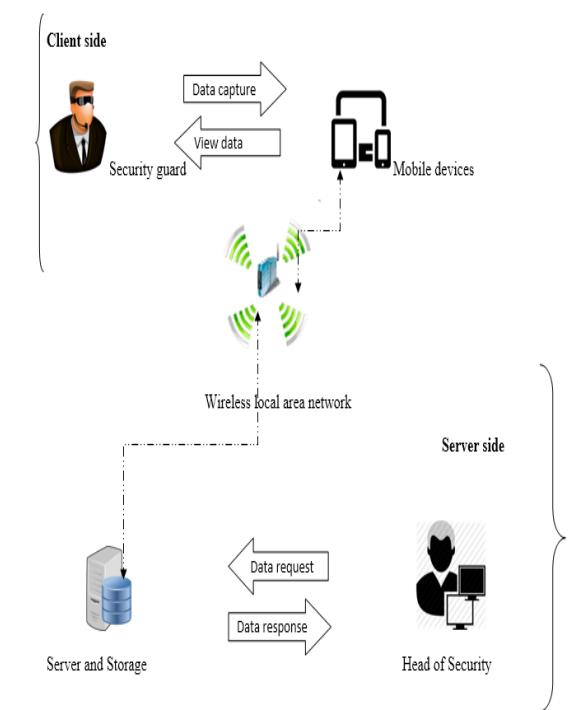 Client side
Data capture
View data
Security guard
Mobile devices
Wireless local area network
Server side
Data request
Data response
Server and Storage
Head of Security